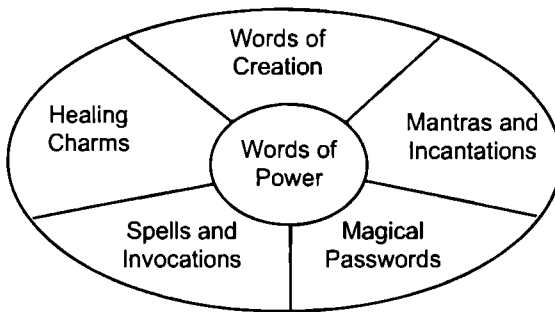 Words of
Creation
Healing
Charms
Mantras and
Incantations
Words of
Power
Spells and
Invocations
Magical
Passwords